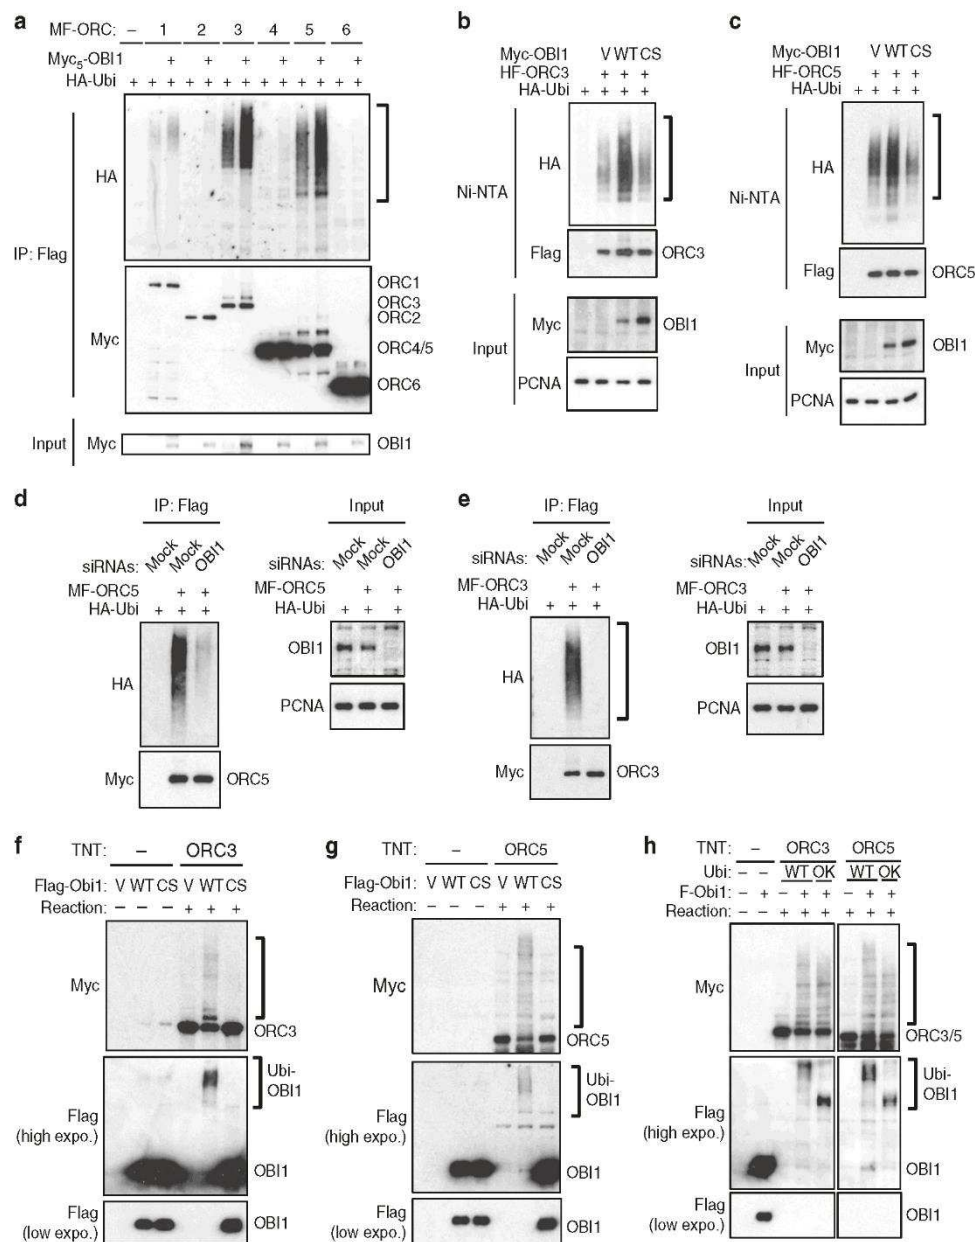 a
MF-ORC: – 1 2 3 4 5 6
Myc5-OBI1 + + + + + +
HA-Ubi + + + + + + + + + + + + +
IP: Flag
HA
Myc
ORC1
ORC3
ORC2
ORC4/5
ORC6
Input Myc OBI1
b
Myc-OBI1 V WT CS
HF-ORC3 + + +
HA-Ubi + + + +
Ni-NTA
HA
Flag ORC3
Input
Myc OBI1
PCNA
c
Myc-OBI1 V WT CS
HF-ORC5 + + +
HA-Ubi + + + +
Ni-NTA
HA
Flag ORC5
Input
Myc OBI1
PCNA
d
IP: Flag Input
siRNAs: Mock Mock OBI1 siRNAs: Mock Mock OBI1
MF-ORC5 + + MF-ORC5 + +
HA-Ubi + + + HA-Ubi + + +
HA
OBI1
PCNA
Myc ORC5
e
IP: Flag Input
siRNAs: Mock Mock OBI1 siRNAs: Mock Mock OBI1
MF-ORC3 + + MF-ORC3 + +
HA-Ubi + + + HA-Ubi + + +
HA
OBI1
PCNA
Myc ORC3
f
TNT: – ORC3
Flag-Obi1 V WT CS V WT CS
Reaction: – – – + + +
Myc
ORC3
Ubi-
OBI1
Flag
(high expo.)
OBI1
Flag
(low expo.)
OBI1
g
TNT: – ORC5
Flag-Obi1: V WT CS V WT CS
Reaction: – – – + + +
Myc
ORC5
Ubi-
OBI1
Flag
(high expo.)
OBI1
Flag
(low expo.)
OBI1
h
TNT: – ORC3 ORC5
Ubi: – – WT OK WT OK
F-Obi1: – + – + + – + +
Reaction: – – + + + + + +
Myc
ORC3/5
Ubi-
OBI1
Flag
(high expo.)
OBI1
Flag
(low expo.)
OBI1